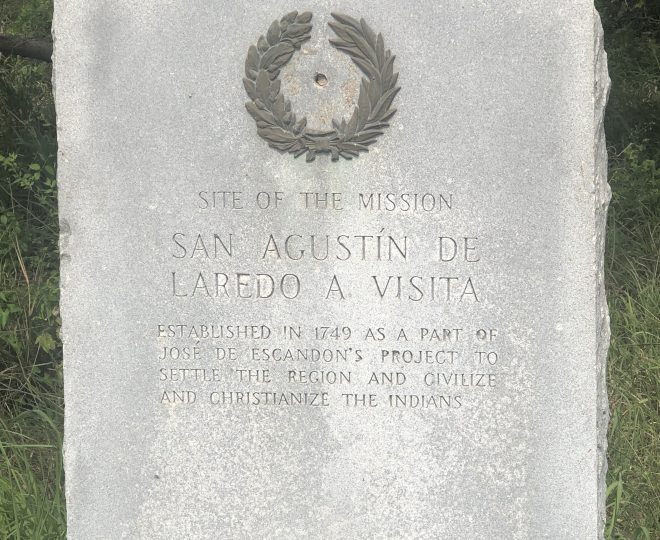 SITE OF THE MISSION
SAN AGUSTÍN DE
LAREDO A VISITA
ESTABLISHED IN 1749 AS A PART OF
JOSÉ DE ESCANDON'S PROJECT TO
SETTLE THE REGION AND CIVILIZE
AND CHRISTIANIZE THE INDIANS